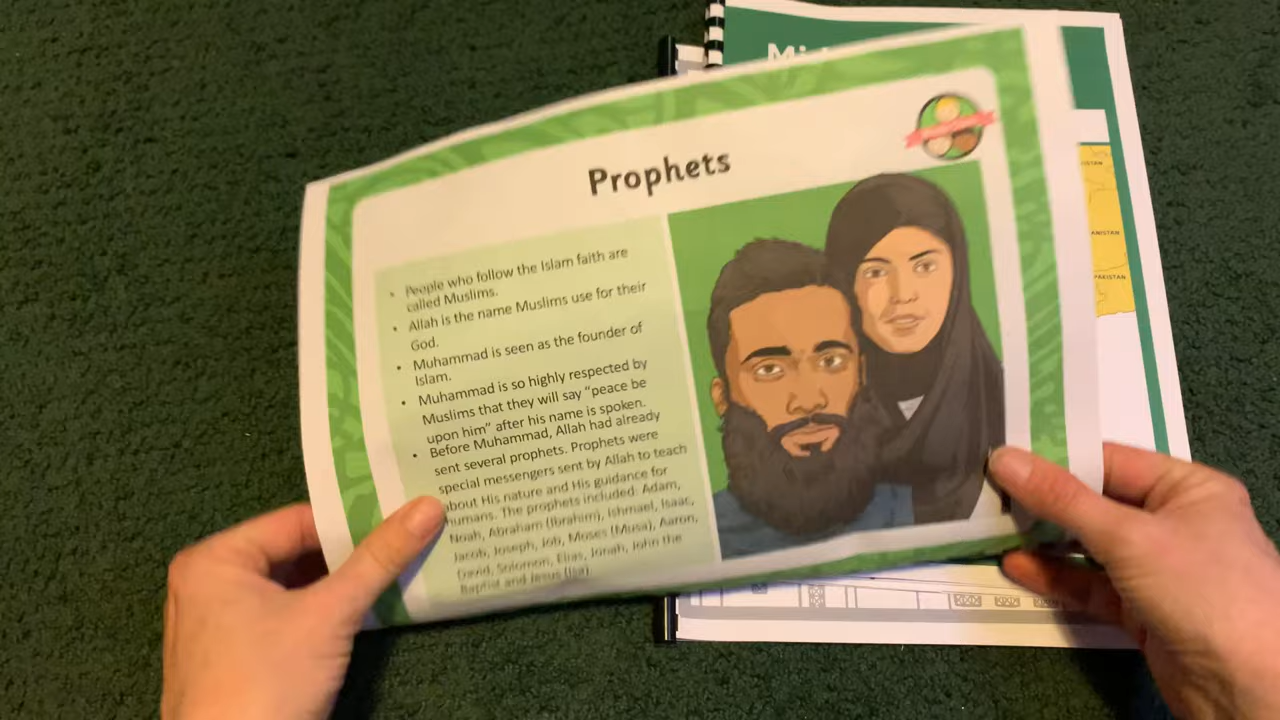 Mid
Prophets
ISTAN
ANISTAN
PAKISTAN
• People who follow the Islam faith are
called Muslims.
• Allah is the name Muslims use for their
God.
• Muhammad is seen as the founder of
Islam.
• Muhammad is so highly respected by
Muslims that they will say “peace be
upon him” after his name is spoken.
• Before Muhammad, Allah had already
sent several prophets. Prophets were
special messengers sent by Allah to teach
about His nature and His guidance for
humans. The prophets included: Adam,
Noah, Abraham (Ibrahim), Ishmael, Isaac,
Jacob, Joseph, Job, Moses (Musa), Aaron,
David, Solomon, Elias, Jonah, John the
Baptist and Jesus (Isa).